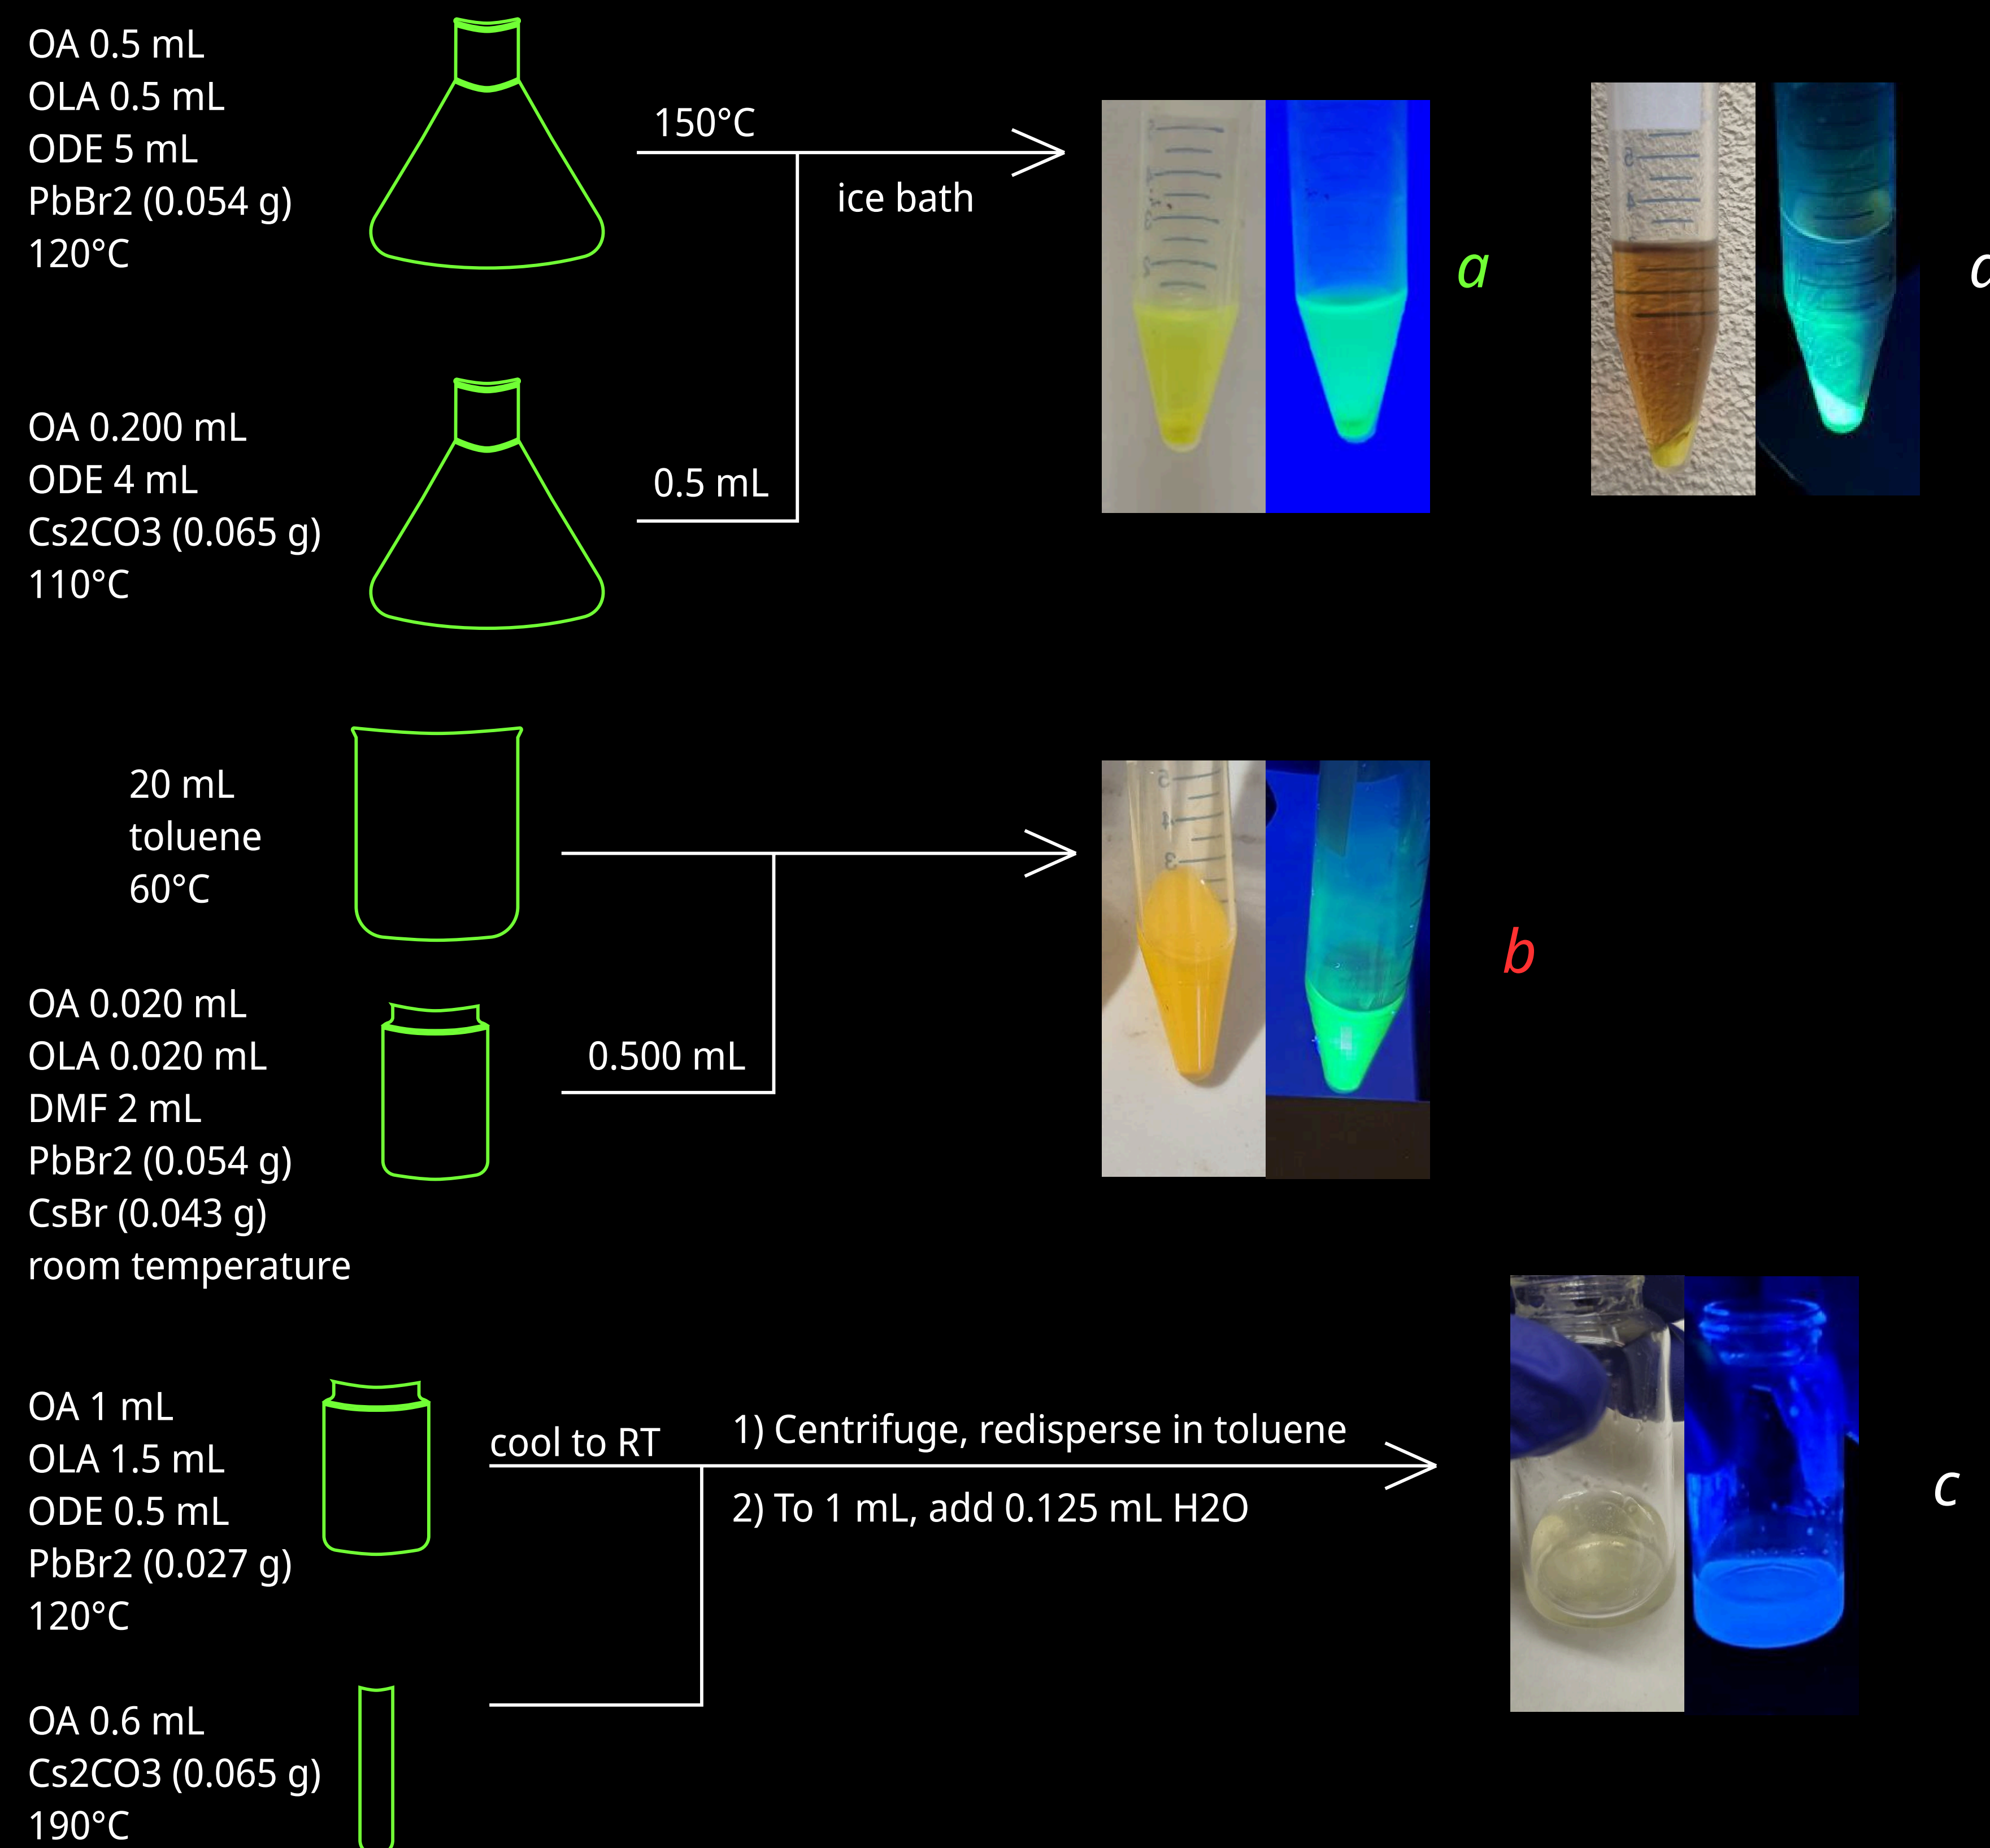 OA 0.5 mL
OLA 0.5 mL
ODE 5 mL
PbBr2 (0.054 g)
120°C
150°C
ice bath
a
5
4
OA 0.200 mL
ODE 4 mL
Cs2CO3 (0.065 g)
110°C
0.5 mL
20 mL
toluene
60°C
5
4
3
b
OA 0.020 mL
OLA 0.020 mL
DMF 2 mL
PbBr2 (0.054 g)
CsBr (0.043 g)
room temperature
0.500 mL
OA 1 mL
OLA 1.5 mL
ODE 0.5 mL
PbBr2 (0.027 g)
120°C
cool to RT
1) Centrifuge, redisperse in toluene
2) To 1 mL, add 0.125 mL H2O
c
OA 0.6 mL
Cs2CO3 (0.065 g)
190°C